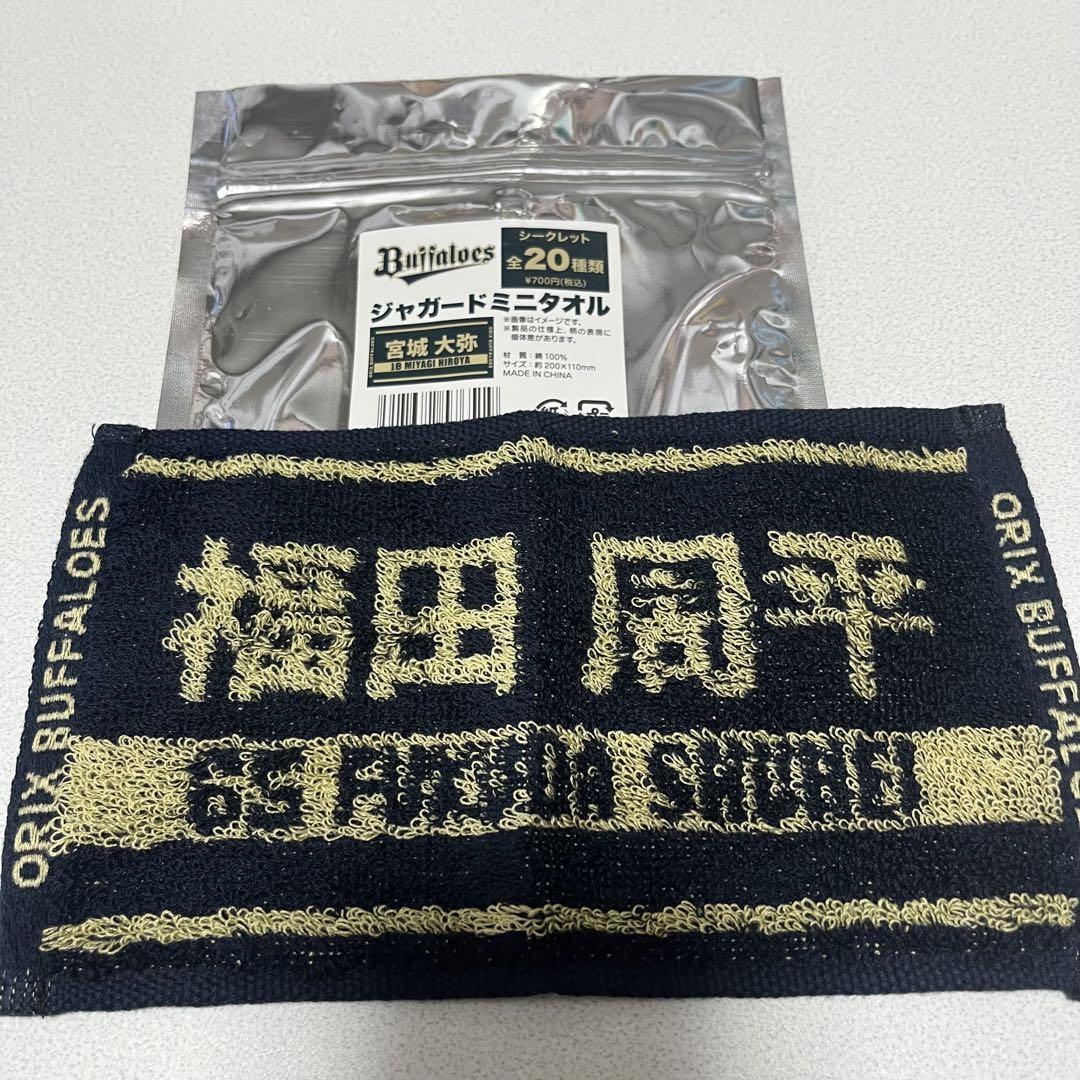 Buffaloes
シークレット
全20種類
¥700円(税込)
ジャガードミニタオル
※画像はイメージです。
※製品の仕様上、柄の表現に
個体差があります。
宮城 大弥
18 MIYAGI HIROYA
材 質：綿100%
サイズ：約200×110mm
MADE IN CHINA
ORIX BUFFALOES
福田 周平
65 FUKUDA SHUHEI
ORIX BUFFALOE